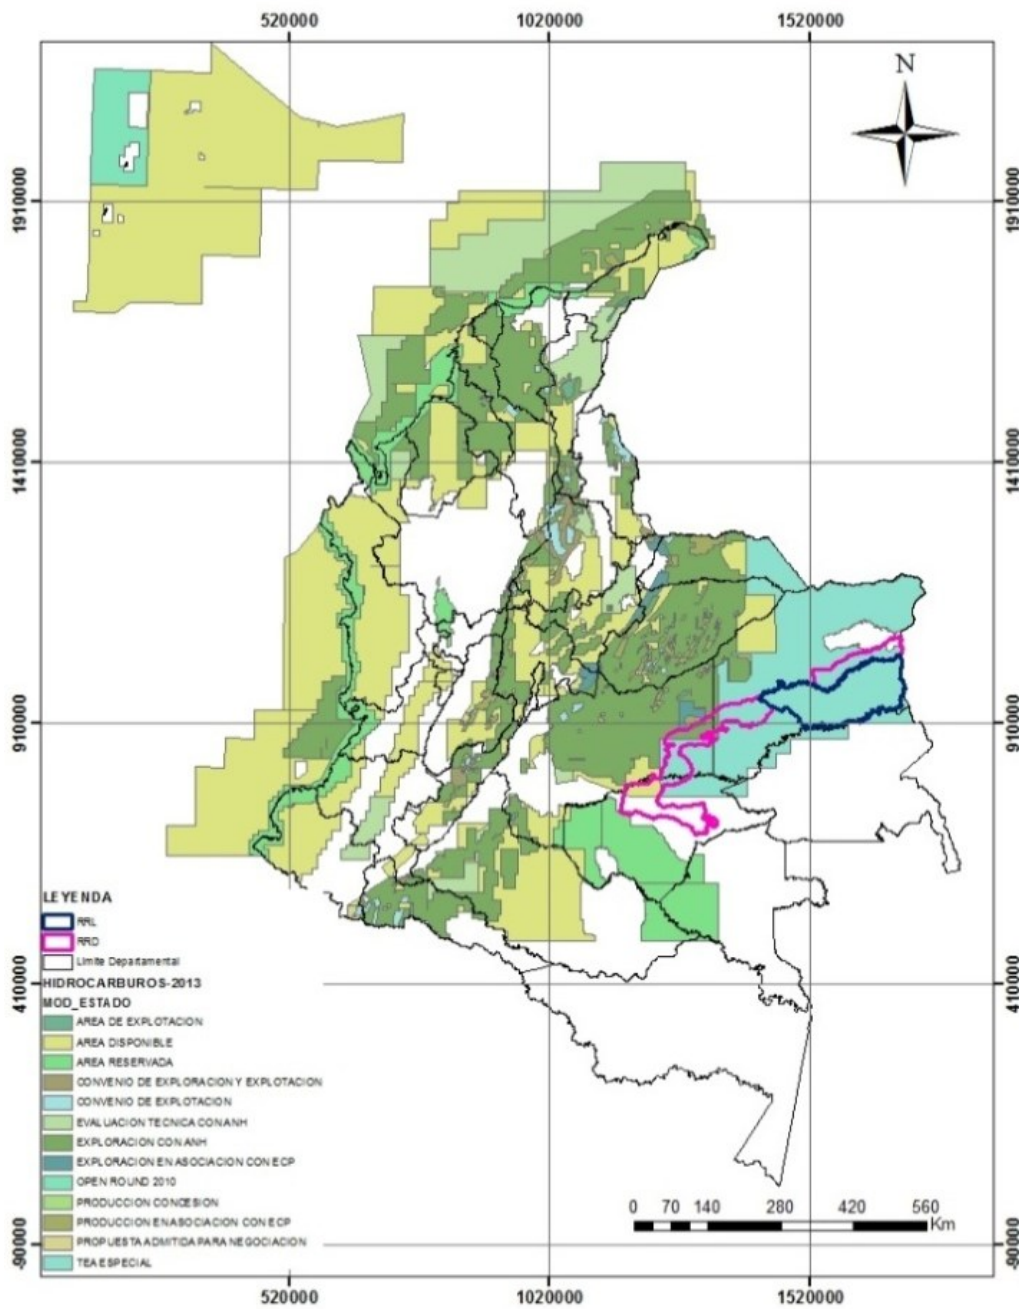 520000 1020000 1520000
N
1910000 1910000
1410000 1410000
910000 910000
LEYENDA
RRL
RRD
Limite Departamental
HIDROCARBUROS-2013
410000 410000
MOD_ESTADO
AREA DE EXPLOTACION
AREA DISPONIBLE
AREA RESERVADA
CONVENIO DE EXPLORACION Y EXPLOTACION
CONVENIO DE EXPLOTACION
EVALUACION TECNICA CON ANH
EXPLORACION CON ANH
EXPLORACION EN ASOCIACION CON ECP
OPEN ROUND 2010
PRODUCCION CONCESION
PRODUCCION EN ASOCIACION CON ECP
PROPUESTA ADMITIDA PARA NEGOCIACION
TEA ESPECIAL
0 70 140 280 420 560
Km
-90000 -90000
520000 1020000 1520000